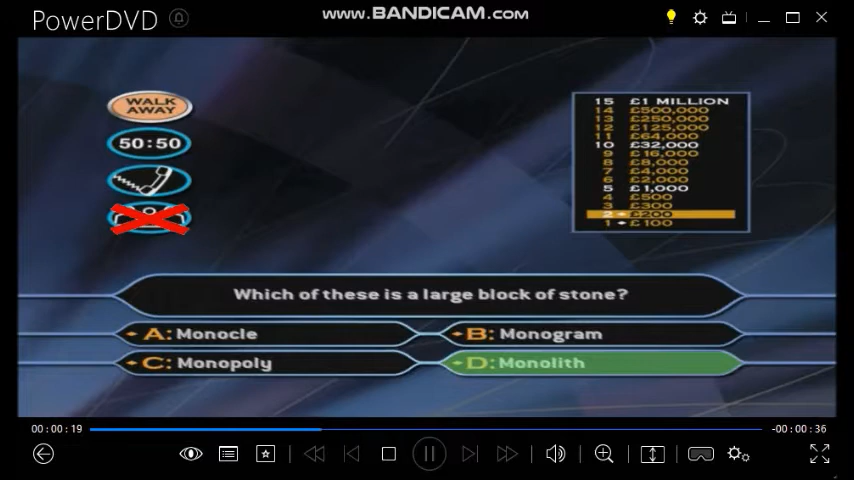 PowerDVD
www.BANDICAM.com
WALK
AWAY
50:50
15 £1 MILLION
14 £500,000
13 £250,000
12 £125,000
11 £64,000
10 £32,000
9 £16,000
8 £8,000
7 £4,000
6 £2,000
5 £1,000
4 £500
3 £300
2 £200
1 £100
Which of these is a large block of stone?
A: Monocle
B: Monogram
C: Monopoly
D: Monolith
00:00:19
-00:00:36